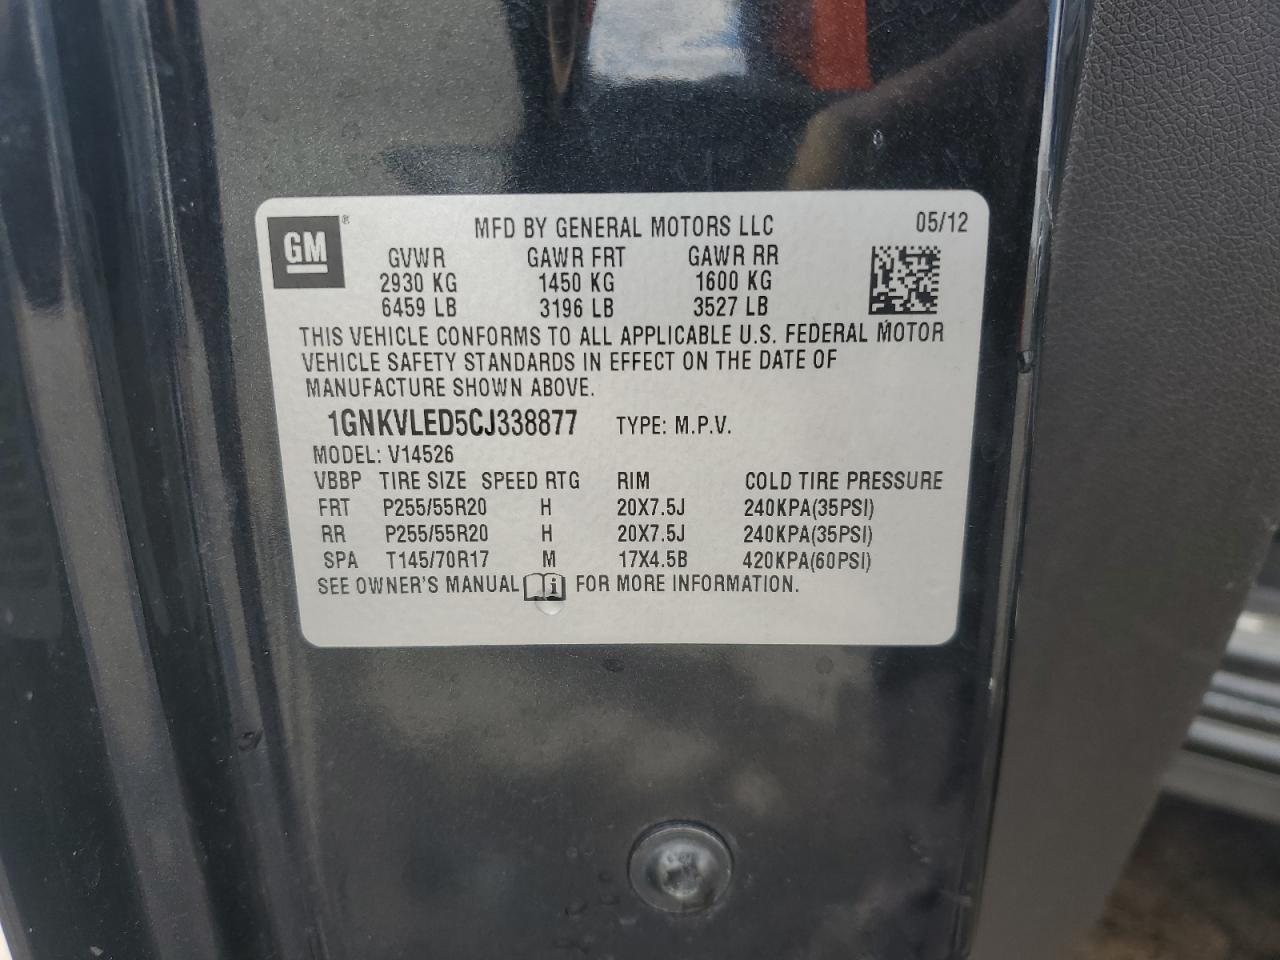 GM ® MFD BY GENERAL MOTORS LLC 05/12
GVWR GAWR FRT GAWR RR
2930 KG 1450 KG 1600 KG
6459 LB 3196 LB 3527 LB
THIS VEHICLE CONFORMS TO ALL APPLICABLE U.S. FEDERAL MOTOR
VEHICLE SAFETY STANDARDS IN EFFECT ON THE DATE OF
MANUFACTURE SHOWN ABOVE.
1GNKVLED5CJ338877 TYPE: M.P.V.
MODEL: V14526
VBBP TIRE SIZE SPEED RTG RIM COLD TIRE PRESSURE
FRT P255/55R20 H 20X7.5J 240KPA(35PSI)
RR P255/55R20 H 20X7.5J 240KPA(35PSI)
SPA T145/70R17 M 17X4.5B 420KPA(60PSI)
SEE OWNER'S MANUAL i FOR MORE INFORMATION.